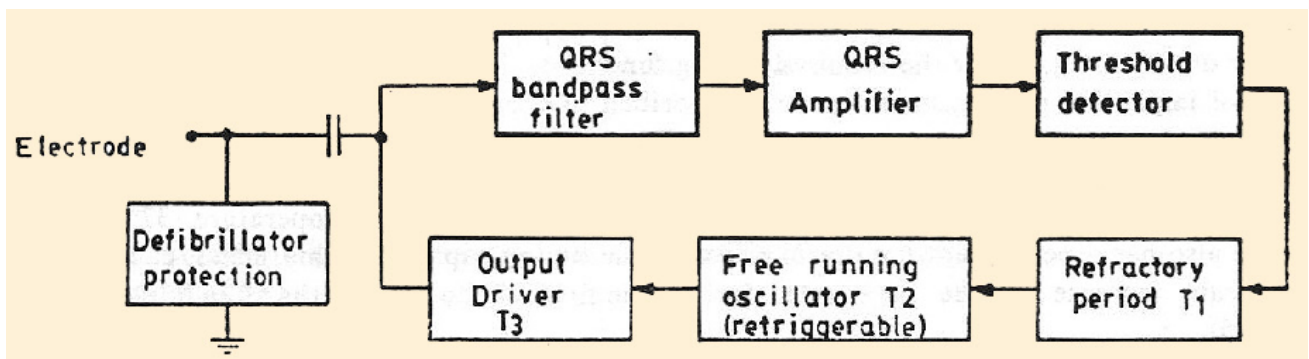 Electrode
Defibrillator
protection
QRS
bandpass
filter
QRS
Amplifier
Threshold
detector
Refractory
period T1
Free running
oscillator T2
(retriggerable)
Output
Driver
T3